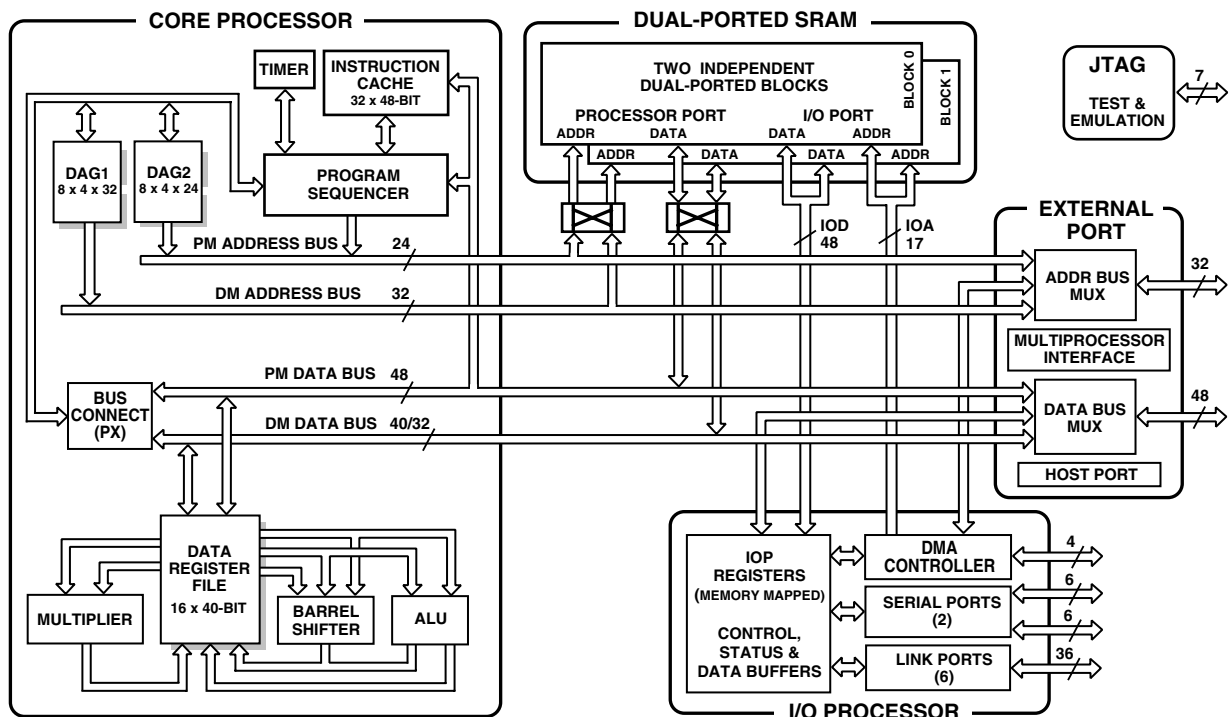 CORE PROCESSOR
TIMER
INSTRUCTION
CACHE
32 x 48-BIT
DAG1
8 x 4 x 32
DAG2
8 x 4 x 24
PROGRAM
SEQUENCER
PM ADDRESS BUS 24
DM ADDRESS BUS 32
PM DATA BUS 48
BUS
CONNECT
(PX)
DM DATA BUS 40/32
DATA
REGISTER
FILE
16 x 40-BIT
MULTIPLIER
BARREL
SHIFTER
ALU
DUAL-PORTED SRAM
TWO INDEPENDENT
DUAL-PORTED BLOCKS
BLOCK 0
BLOCK 1
PROCESSOR PORT I/O PORT
ADDR DATA DATA ADDR
ADDR DATA DATA ADDR
IOD
48
IOA
17
JTAG
TEST &
EMULATION
7
EXTERNAL
PORT
ADDR BUS
MUX
32
MULTIPROCESSOR
INTERFACE
DATA BUS
MUX
48
HOST PORT
IOP
REGISTERS
(MEMORY MAPPED)
CONTROL,
STATUS &
DATA BUFFERS
DMA
CONTROLLER
4
SERIAL PORTS
(2)
6
6
LINK PORTS
(6)
36
I/O PROCESSOR